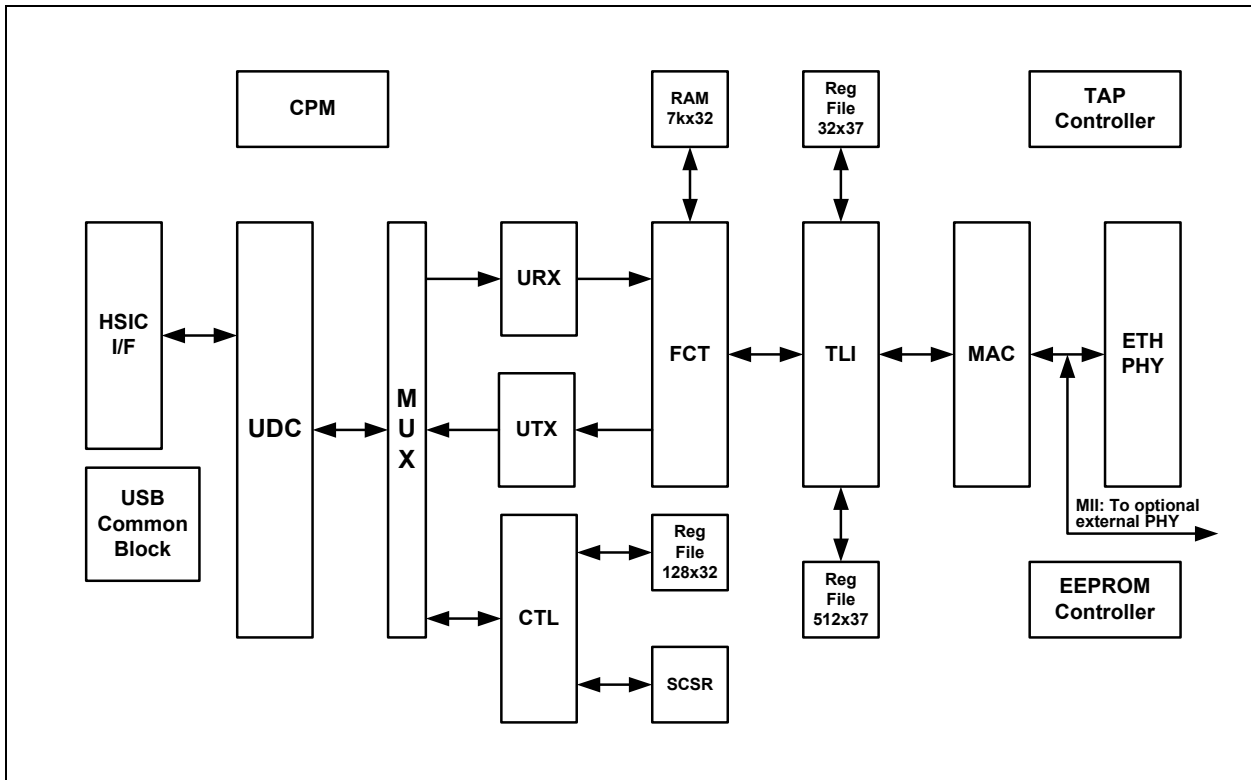 CPM
RAM
7kx32
Reg
File
32x37
TAP
Controller
HSIC
I/F
UDC
M
U
X
URX
UTX
FCT
TLI
MAC
ETH
PHY
MII: To optional
external PHY
USB
Common
Block
CTL
Reg
File
128x32
SCSR
Reg
File
512x37
EEPROM
Controller